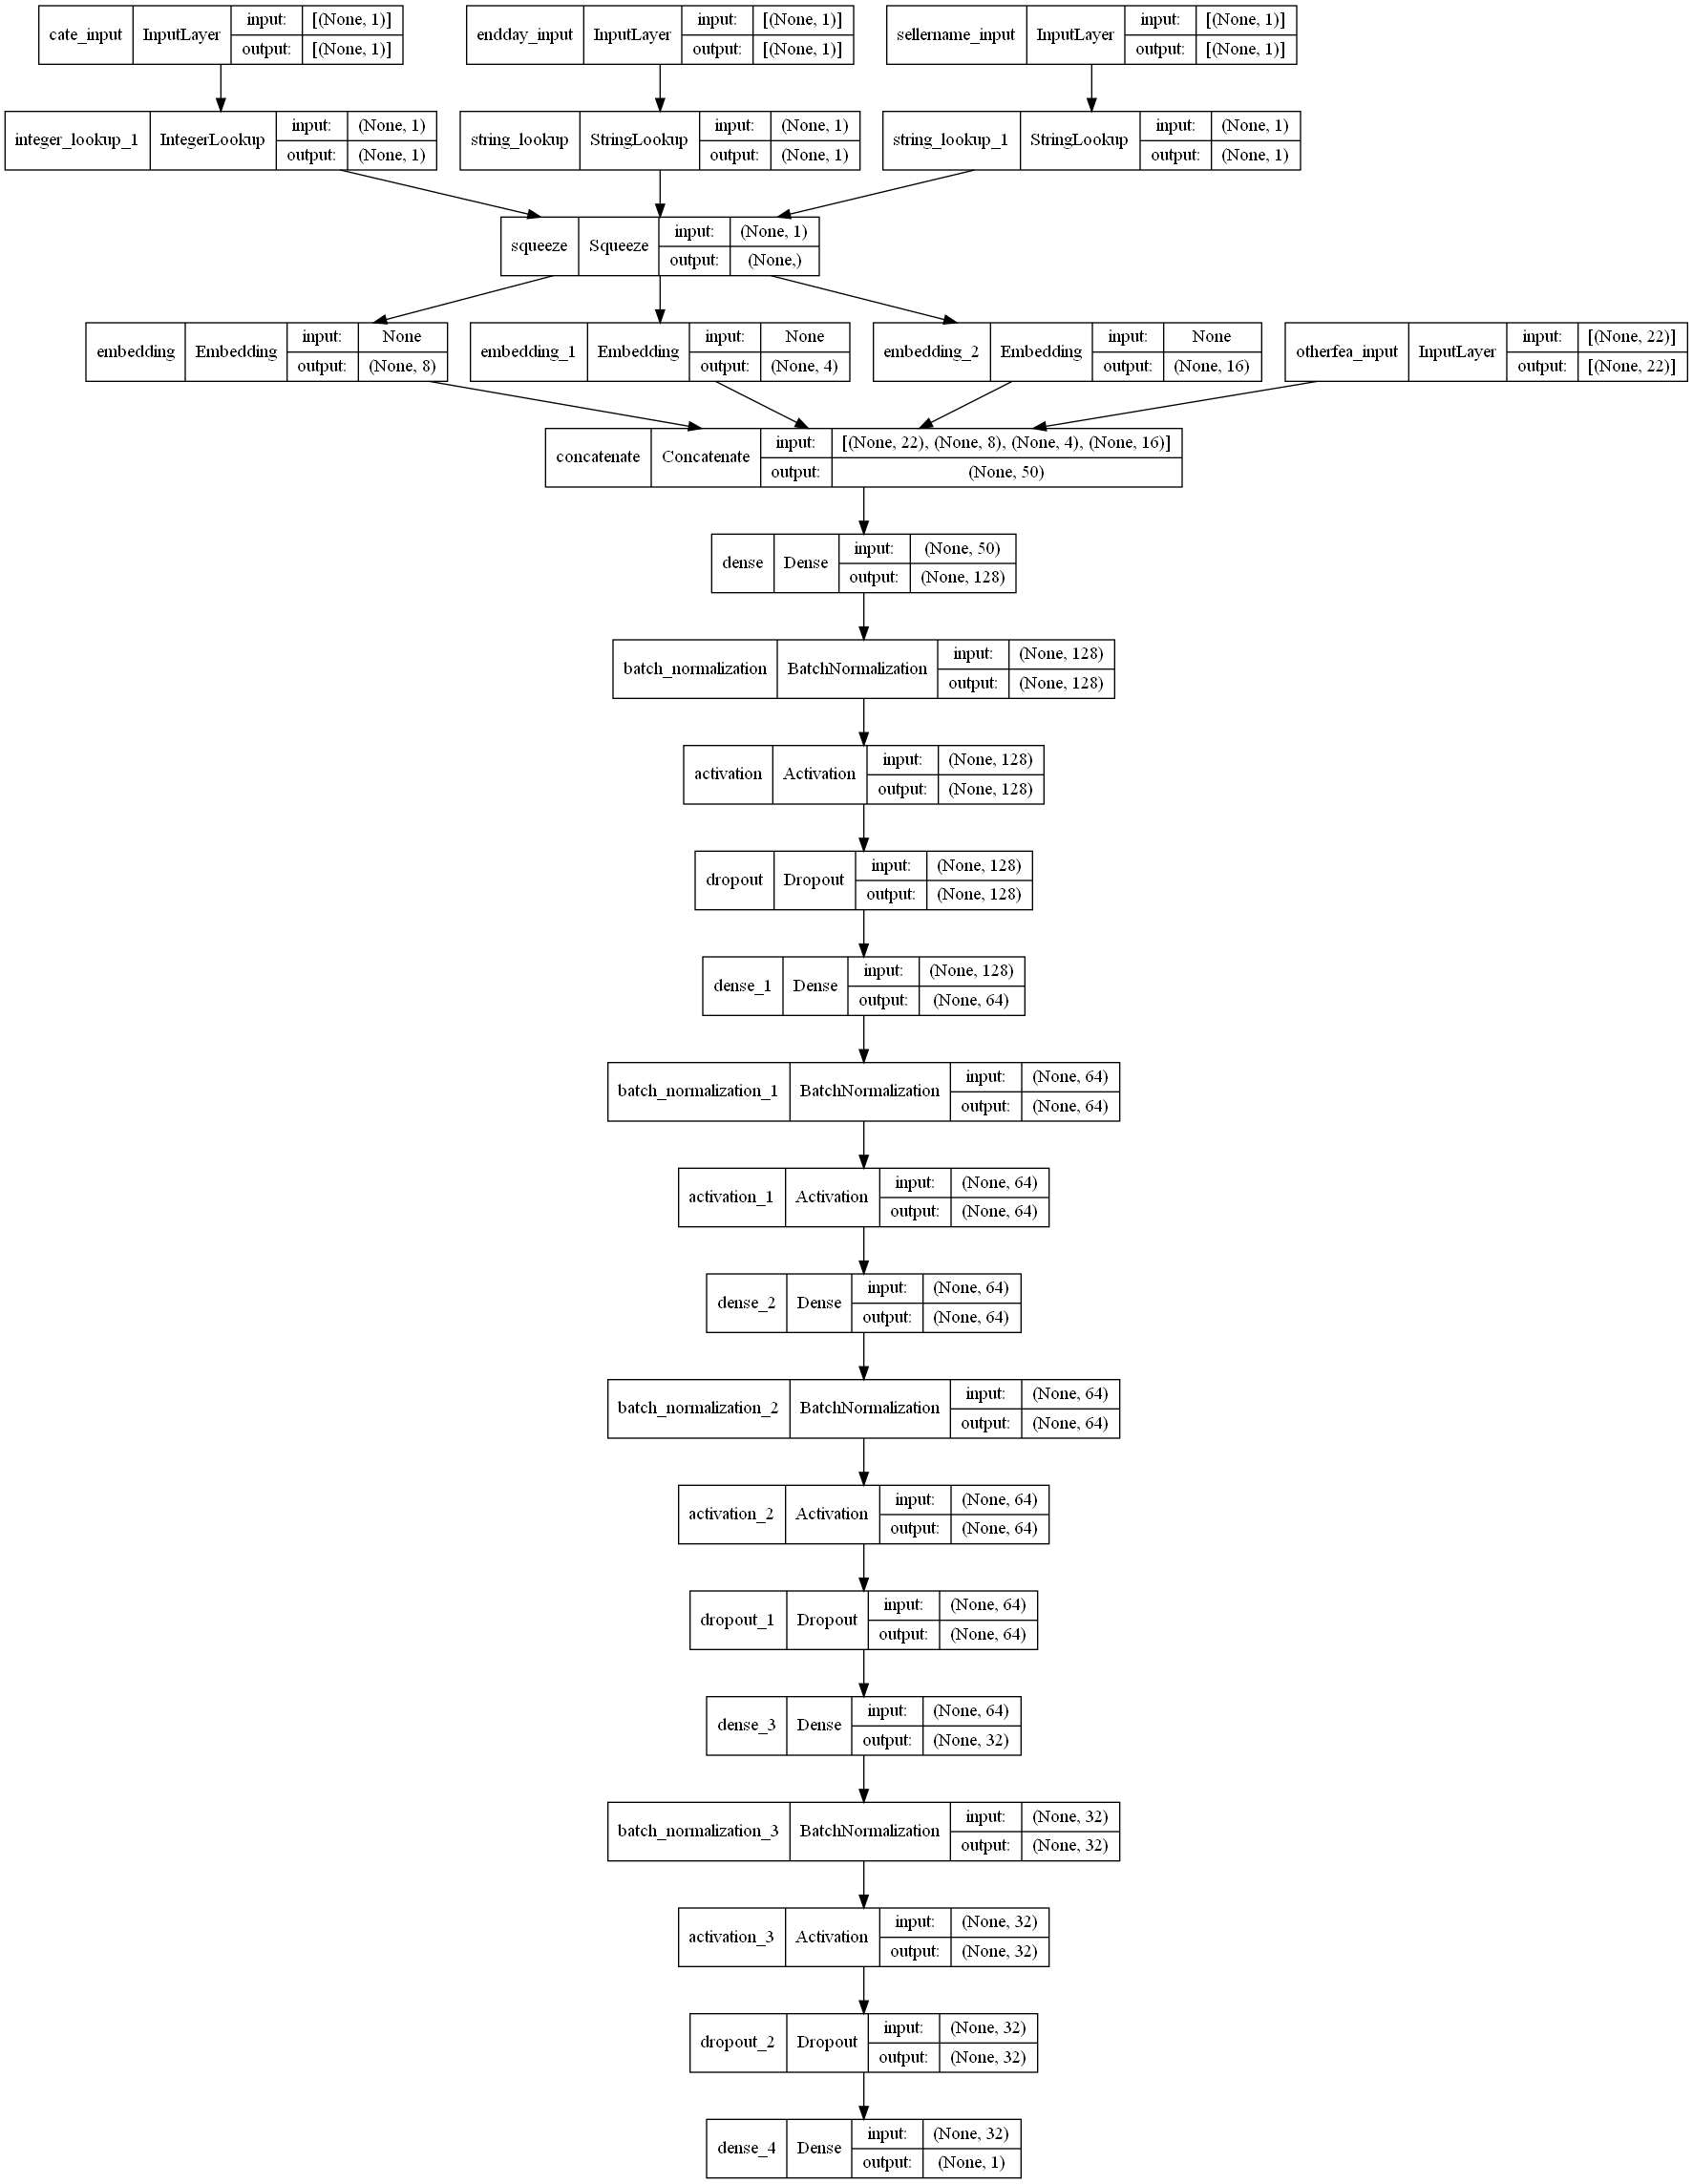 cate_input InputLayer input: [(None, 1)]
output: [(None, 1)]
endday_input InputLayer input: [(None, 1)]
output: [(None, 1)]
sellername_input InputLayer input: [(None, 1)]
output: [(None, 1)]
integer_lookup_1 IntegerLookup input: (None, 1)
output: (None, 1)
string_lookup StringLookup input: (None, 1)
output: (None, 1)
string_lookup_1 StringLookup input: (None, 1)
output: (None, 1)
squeeze Squeeze input: (None, 1)
output: (None,)
embedding Embedding input: None
output: (None, 8)
embedding_1 Embedding input: None
output: (None, 4)
embedding_2 Embedding input: None
output: (None, 16)
otherfea_input InputLayer input: [(None, 22)]
output: [(None, 22)]
concatenate Concatenate input: [(None, 22), (None, 8), (None, 4), (None, 16)]
output: (None, 50)
dense Dense input: (None, 50)
output: (None, 128)
batch_normalization BatchNormalization input: (None, 128)
output: (None, 128)
activation Activation input: (None, 128)
output: (None, 128)
dropout Dropout input: (None, 128)
output: (None, 128)
dense_1 Dense input: (None, 128)
output: (None, 64)
batch_normalization_1 BatchNormalization input: (None, 64)
output: (None, 64)
activation_1 Activation input: (None, 64)
output: (None, 64)
dense_2 Dense input: (None, 64)
output: (None, 64)
batch_normalization_2 BatchNormalization input: (None, 64)
output: (None, 64)
activation_2 Activation input: (None, 64)
output: (None, 64)
dropout_1 Dropout input: (None, 64)
output: (None, 64)
dense_3 Dense input: (None, 64)
output: (None, 32)
batch_normalization_3 BatchNormalization input: (None, 32)
output: (None, 32)
activation_3 Activation input: (None, 32)
output: (None, 32)
dropout_2 Dropout input: (None, 32)
output: (None, 32)
dense_4 Dense input: (None, 32)
output: (None, 1)